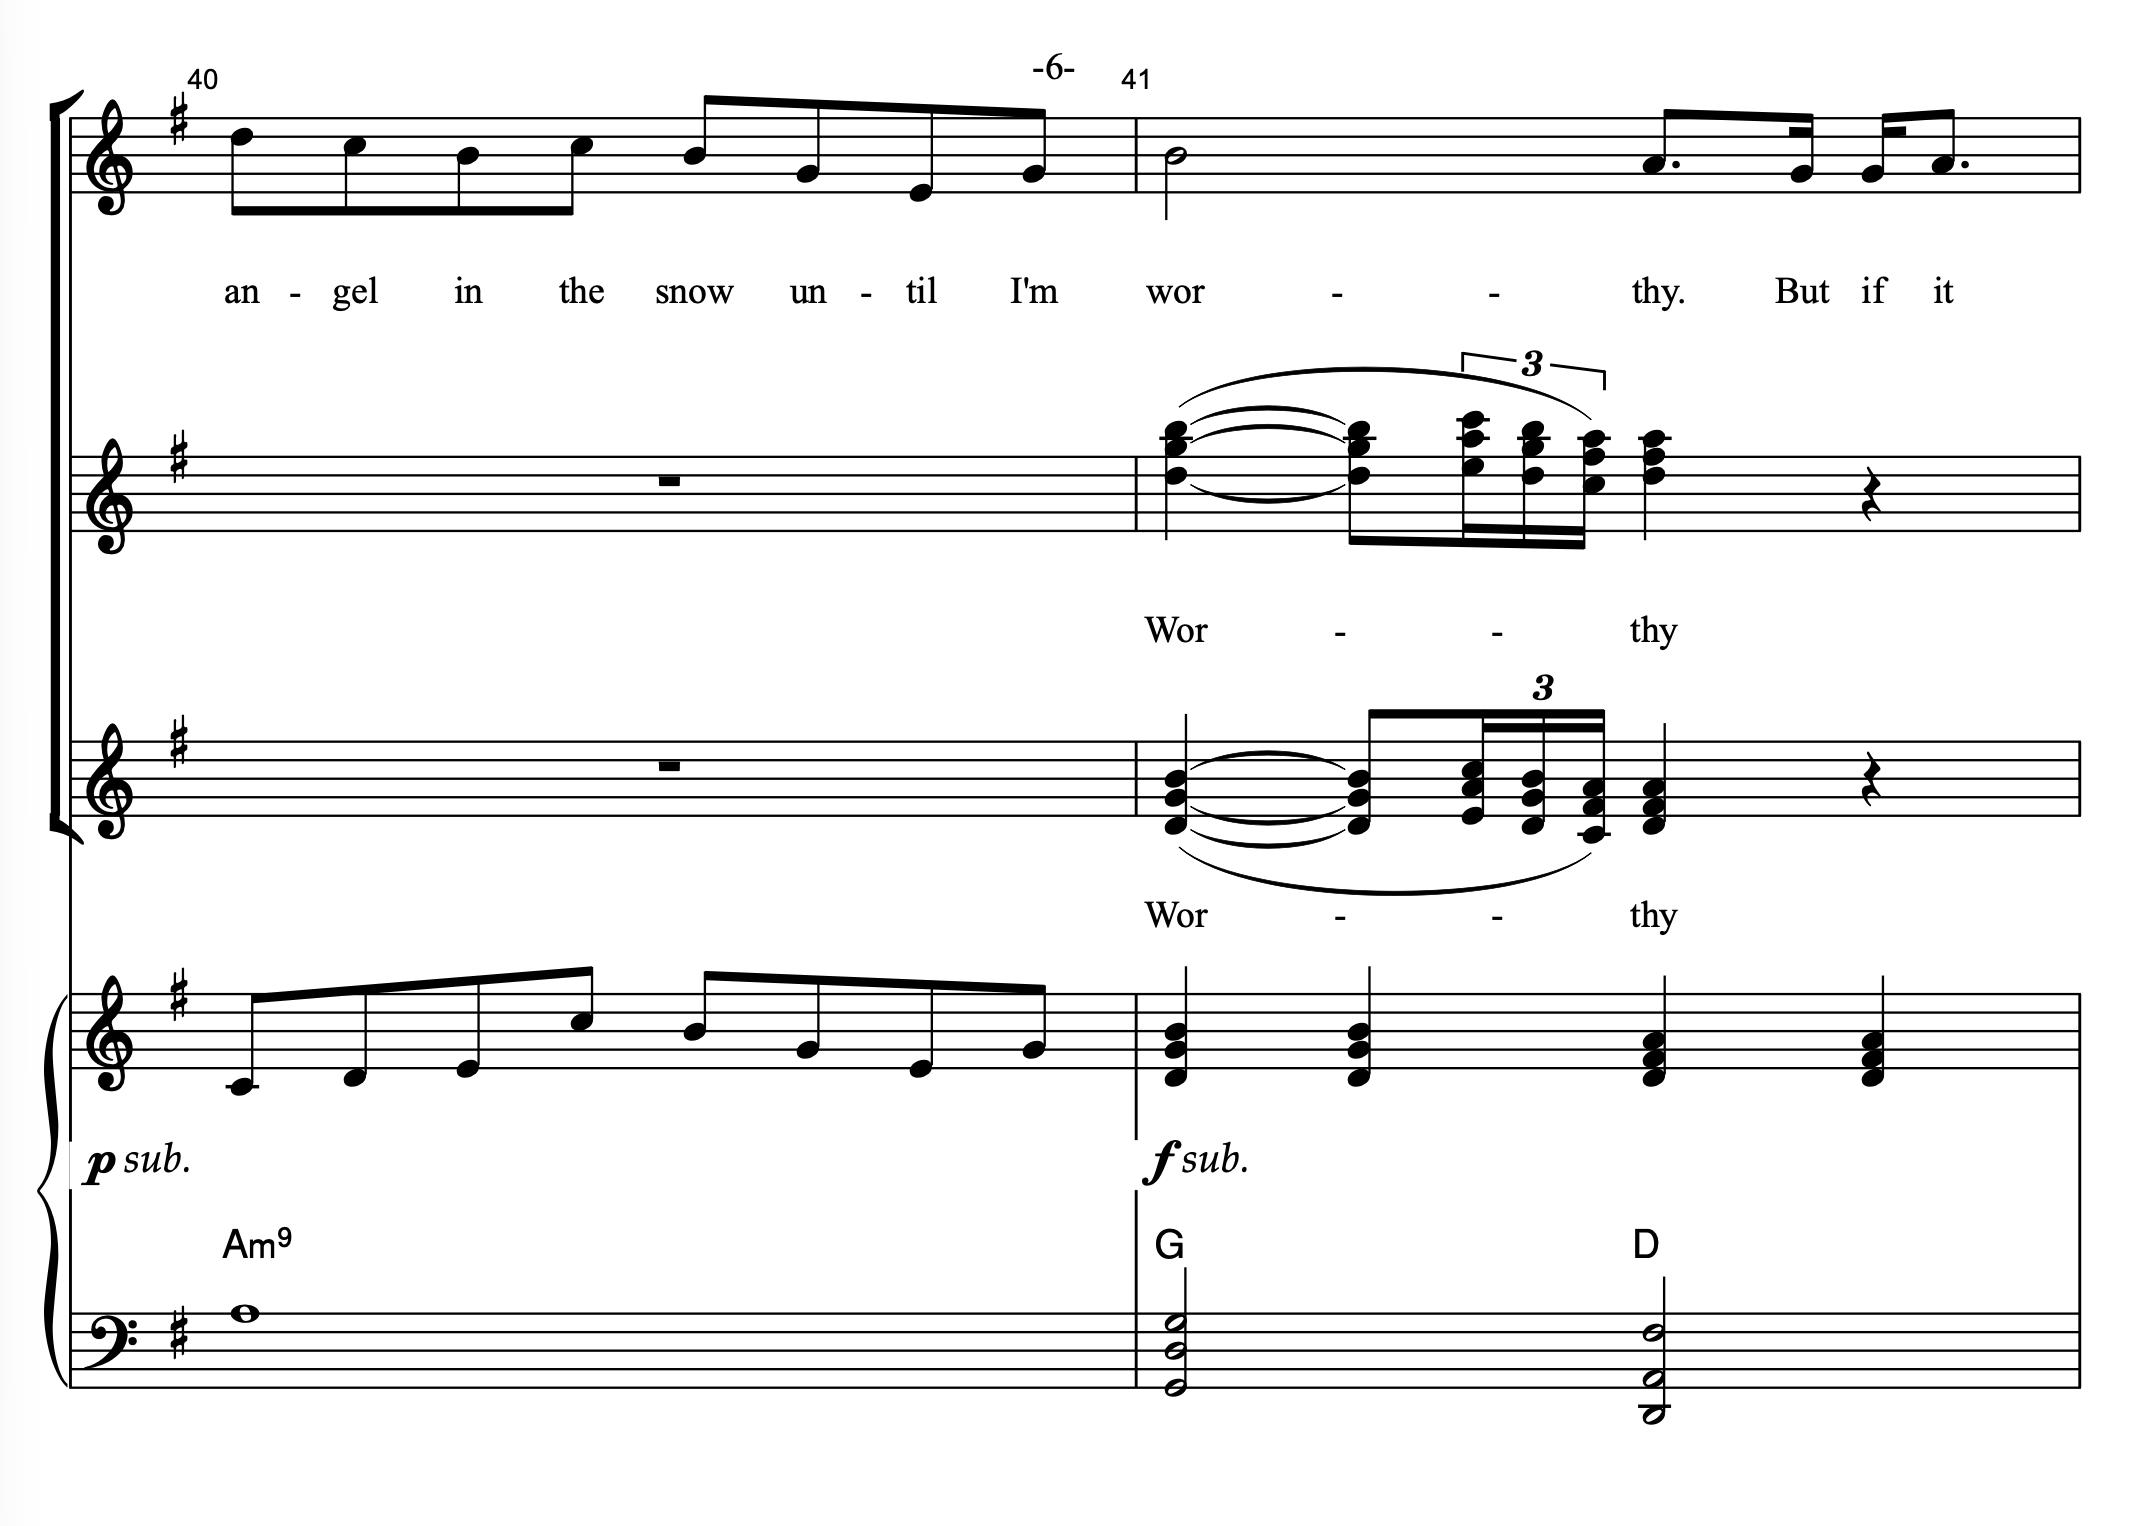 -6-
40 41
an - gel in the snow un - til I'm wor - - thy. But if it
3
Wor - - thy
3
Wor - - thy
p sub. f sub.
Am9 G D